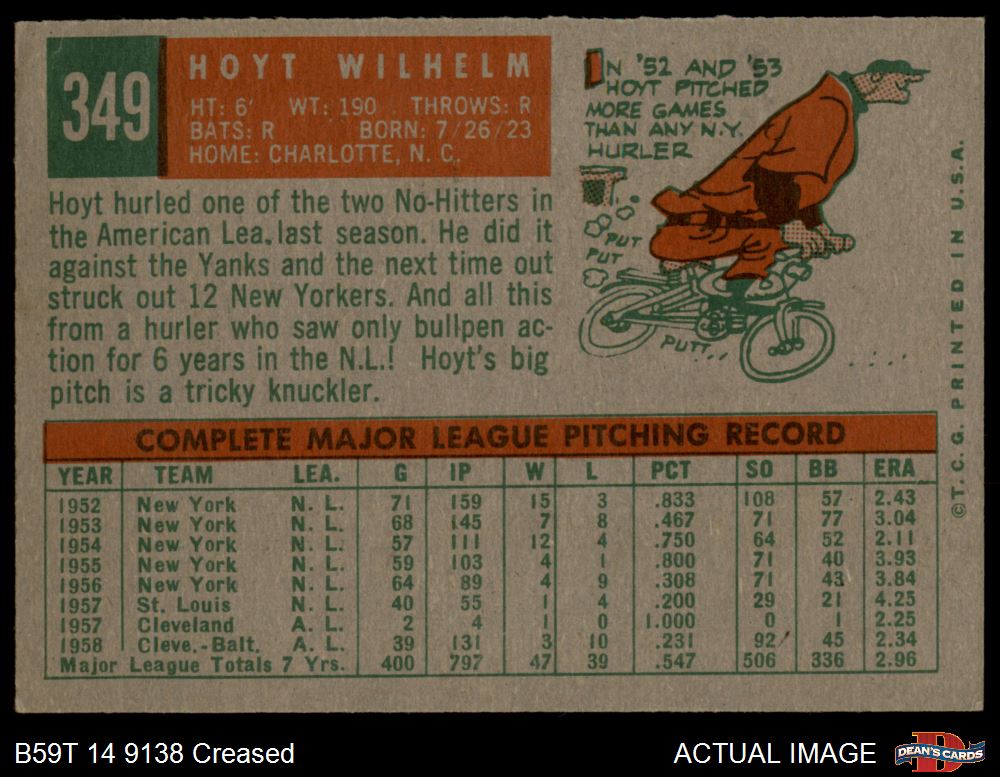 349
HOYT WILHELM
HT: 6' WT: 190 THROWS: R
BATS: R BORN: 7/26/23
HOME: CHARLOTTE, N. C.
IN '52 AND '53
HOYT PITCHED
MORE GAMES
THAN ANY N.Y.
HURLER
PUT
PUT
PUTT..
Hoyt hurled one of the two No-Hitters in
the American Lea. last season. He did it
against the Yanks and the next time out
struck out 12 New Yorkers. And all this
from a hurler who saw only bullpen ac-
tion for 6 years in the N.L.! Hoyt's big
pitch is a tricky knuckler.
COMPLETE MAJOR LEAGUE PITCHING RECORD
YEAR TEAM LEA. G IP W L PCT SO BB ERA
1952 New York N. L. 71 159 15 3 .833 108 57 2.43
1953 New York N. L. 68 145 7 8 .467 71 77 3.04
1954 New York N. L. 57 111 12 4 .750 64 52 2.11
1955 New York N. L. 59 103 4 1 .800 71 40 3.93
1956 New York N. L. 64 89 4 9 .308 71 43 3.84
1957 St. Louis N. L. 40 55 1 4 .200 29 21 4.25
1957 Cleveland A. L. 2 4 1 0 1.000 0 1 2.25
1958 Cleve.-Balt. A. L. 39 131 3 10 .231 92 45 2.34
Major League Totals 7 Yrs. 400 797 47 39 .547 506 336 2.96
©T. C. G. PRINTED IN U.S.A.
B59T 14 9138 Creased
ACTUAL IMAGE
DEAN'S CARDS